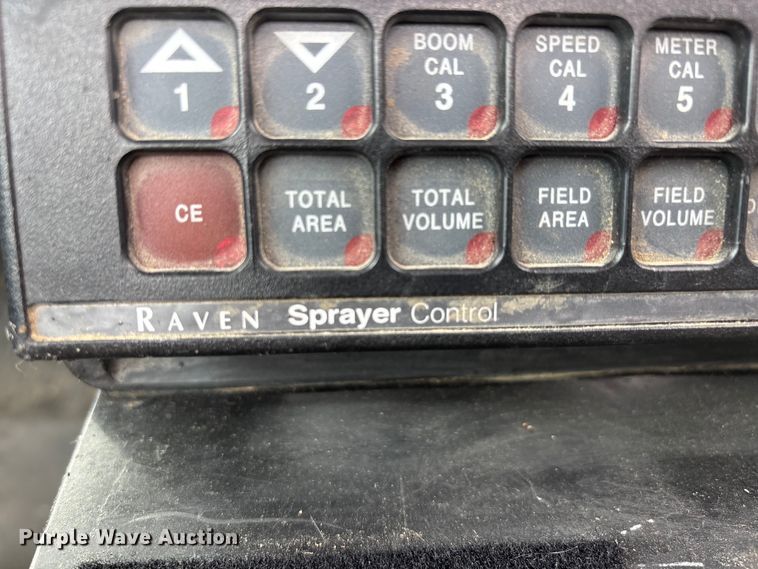 BOOM
CAL
SPEED
CAL
METER
CAL
1
2
3
4
5
CE
TOTAL
AREA
TOTAL
VOLUME
FIELD
AREA
FIELD
VOLUME
RAVEN Sprayer Control
Purple Wave Auction